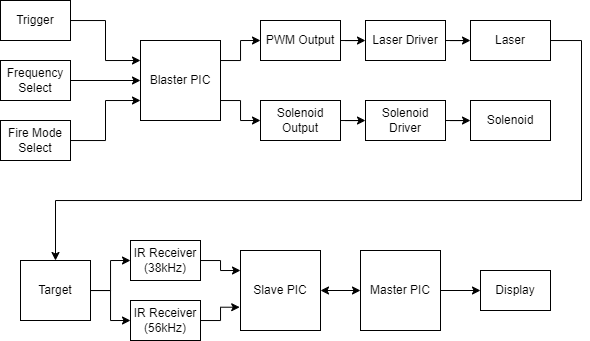 Trigger
Frequency
Select
Fire Mode
Select
Blaster PIC
PWM Output
Laser Driver
Laser
Solenoid
Output
Solenoid
Driver
Solenoid
Target
IR Receiver
(38kHz)
IR Receiver
(56kHz)
Slave PIC
Master PIC
Display